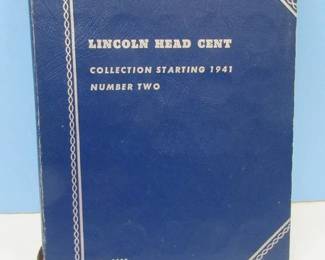 LINCOLN HEAD CENT
COLLECTION STARTING 1941
NUMBER TWO